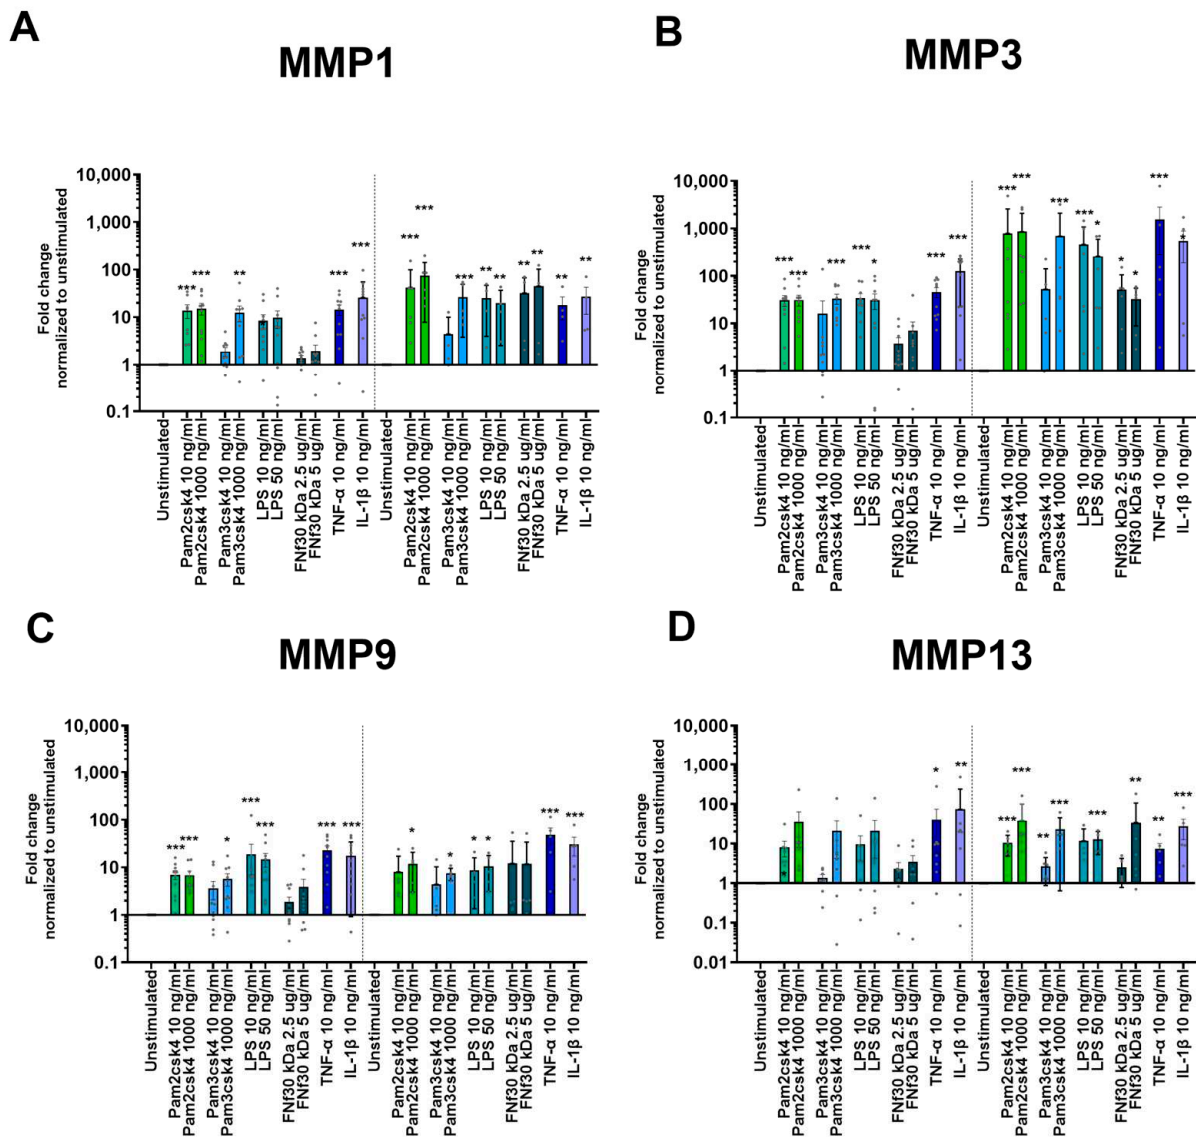 A
MMP1
Fold change
normalized to unstimulated
10,000
1,000
100
10
1
0.1
*** *** ** *** *** *** *** *** ** ** ** ** ** **
Unstimulated
Pam2csk4 10 ng/ml
Pam2csk4 1000 ng/ml
Pam3csk4 10 ng/ml
Pam3csk4 1000 ng/ml
LPS 10 ng/ml
LPS 50 ng/ml
FNf30 kDa 2.5 ug/ml
FNf30 kDa 5 ug/ml
TNF-α 10 ng/ml
IL-1β 10 ng/ml
Unstimulated
Pam2csk4 10 ng/ml
Pam2csk4 1000 ng/ml
Pam3csk4 10 ng/ml
Pam3csk4 1000 ng/ml
LPS 10 ng/ml
LPS 50 ng/ml
FNf30 kDa 2.5 ug/ml
FNf30 kDa 5 ug/ml
TNF-α 10 ng/ml
IL-1β 10 ng/ml
B
MMP3
Fold change
normalized to unstimulated
10,000
1,000
100
10
1
0.1
*** *** *** *** * *** *** *** *** *** *** * * * *** *
Unstimulated
Pam2csk4 10 ng/ml
Pam2csk4 1000 ng/ml
Pam3csk4 10 ng/ml
Pam3csk4 1000 ng/ml
LPS 10 ng/ml
LPS 50 ng/ml
FNf30 kDa 2.5 ug/ml
FNf30 kDa 5 ug/ml
TNF-α 10 ng/ml
IL-1β 10 ng/ml
Unstimulated
Pam2csk4 10 ng/ml
Pam2csk4 1000 ng/ml
Pam3csk4 10 ng/ml
Pam3csk4 1000 ng/ml
LPS 10 ng/ml
LPS 50 ng/ml
FNf30 kDa 2.5 ug/ml
FNf30 kDa 5 ug/ml
TNF-α 10 ng/ml
IL-1β 10 ng/ml
C
MMP9
Fold change
normalized to unstimulated
10,000
1,000
100
10
1
0.1
*** *** * *** *** *** *** * * * * *** ***
Unstimulated
Pam2csk4 10 ng/ml
Pam2csk4 1000 ng/ml
Pam3csk4 10 ng/ml
Pam3csk4 1000 ng/ml
LPS 10 ng/ml
LPS 50 ng/ml
FNf30 kDa 2.5 ug/ml
FNf30 kDa 5 ug/ml
TNF-α 10 ng/ml
IL-1β 10 ng/ml
Unstimulated
Pam2csk4 10 ng/ml
Pam2csk4 1000 ng/ml
Pam3csk4 10 ng/ml
Pam3csk4 1000 ng/ml
LPS 10 ng/ml
LPS 50 ng/ml
FNf30 kDa 2.5 ug/ml
FNf30 kDa 5 ug/ml
TNF-α 10 ng/ml
IL-1β 10 ng/ml
D
MMP13
Fold change
normalized to unstimulated
10,000
1,000
100
10
1
0.1
0.01
* ** *** *** ** *** *** ** ** ***
Unstimulated
Pam2csk4 10 ng/ml
Pam2csk4 1000 ng/ml
Pam3csk4 10 ng/ml
Pam3csk4 1000 ng/ml
LPS 10 ng/ml
LPS 50 ng/ml
FNf30 kDa 2.5 ug/ml
FNf30 kDa 5 ug/ml
TNF-α 10 ng/ml
IL-1β 10 ng/ml
Unstimulated
Pam2csk4 10 ng/ml
Pam2csk4 1000 ng/ml
Pam3csk4 10 ng/ml
Pam3csk4 1000 ng/ml
LPS 10 ng/ml
LPS 50 ng/ml
FNf30 kDa 2.5 ug/ml
FNf30 kDa 5 ug/ml
TNF-α 10 ng/ml
IL-1β 10 ng/ml